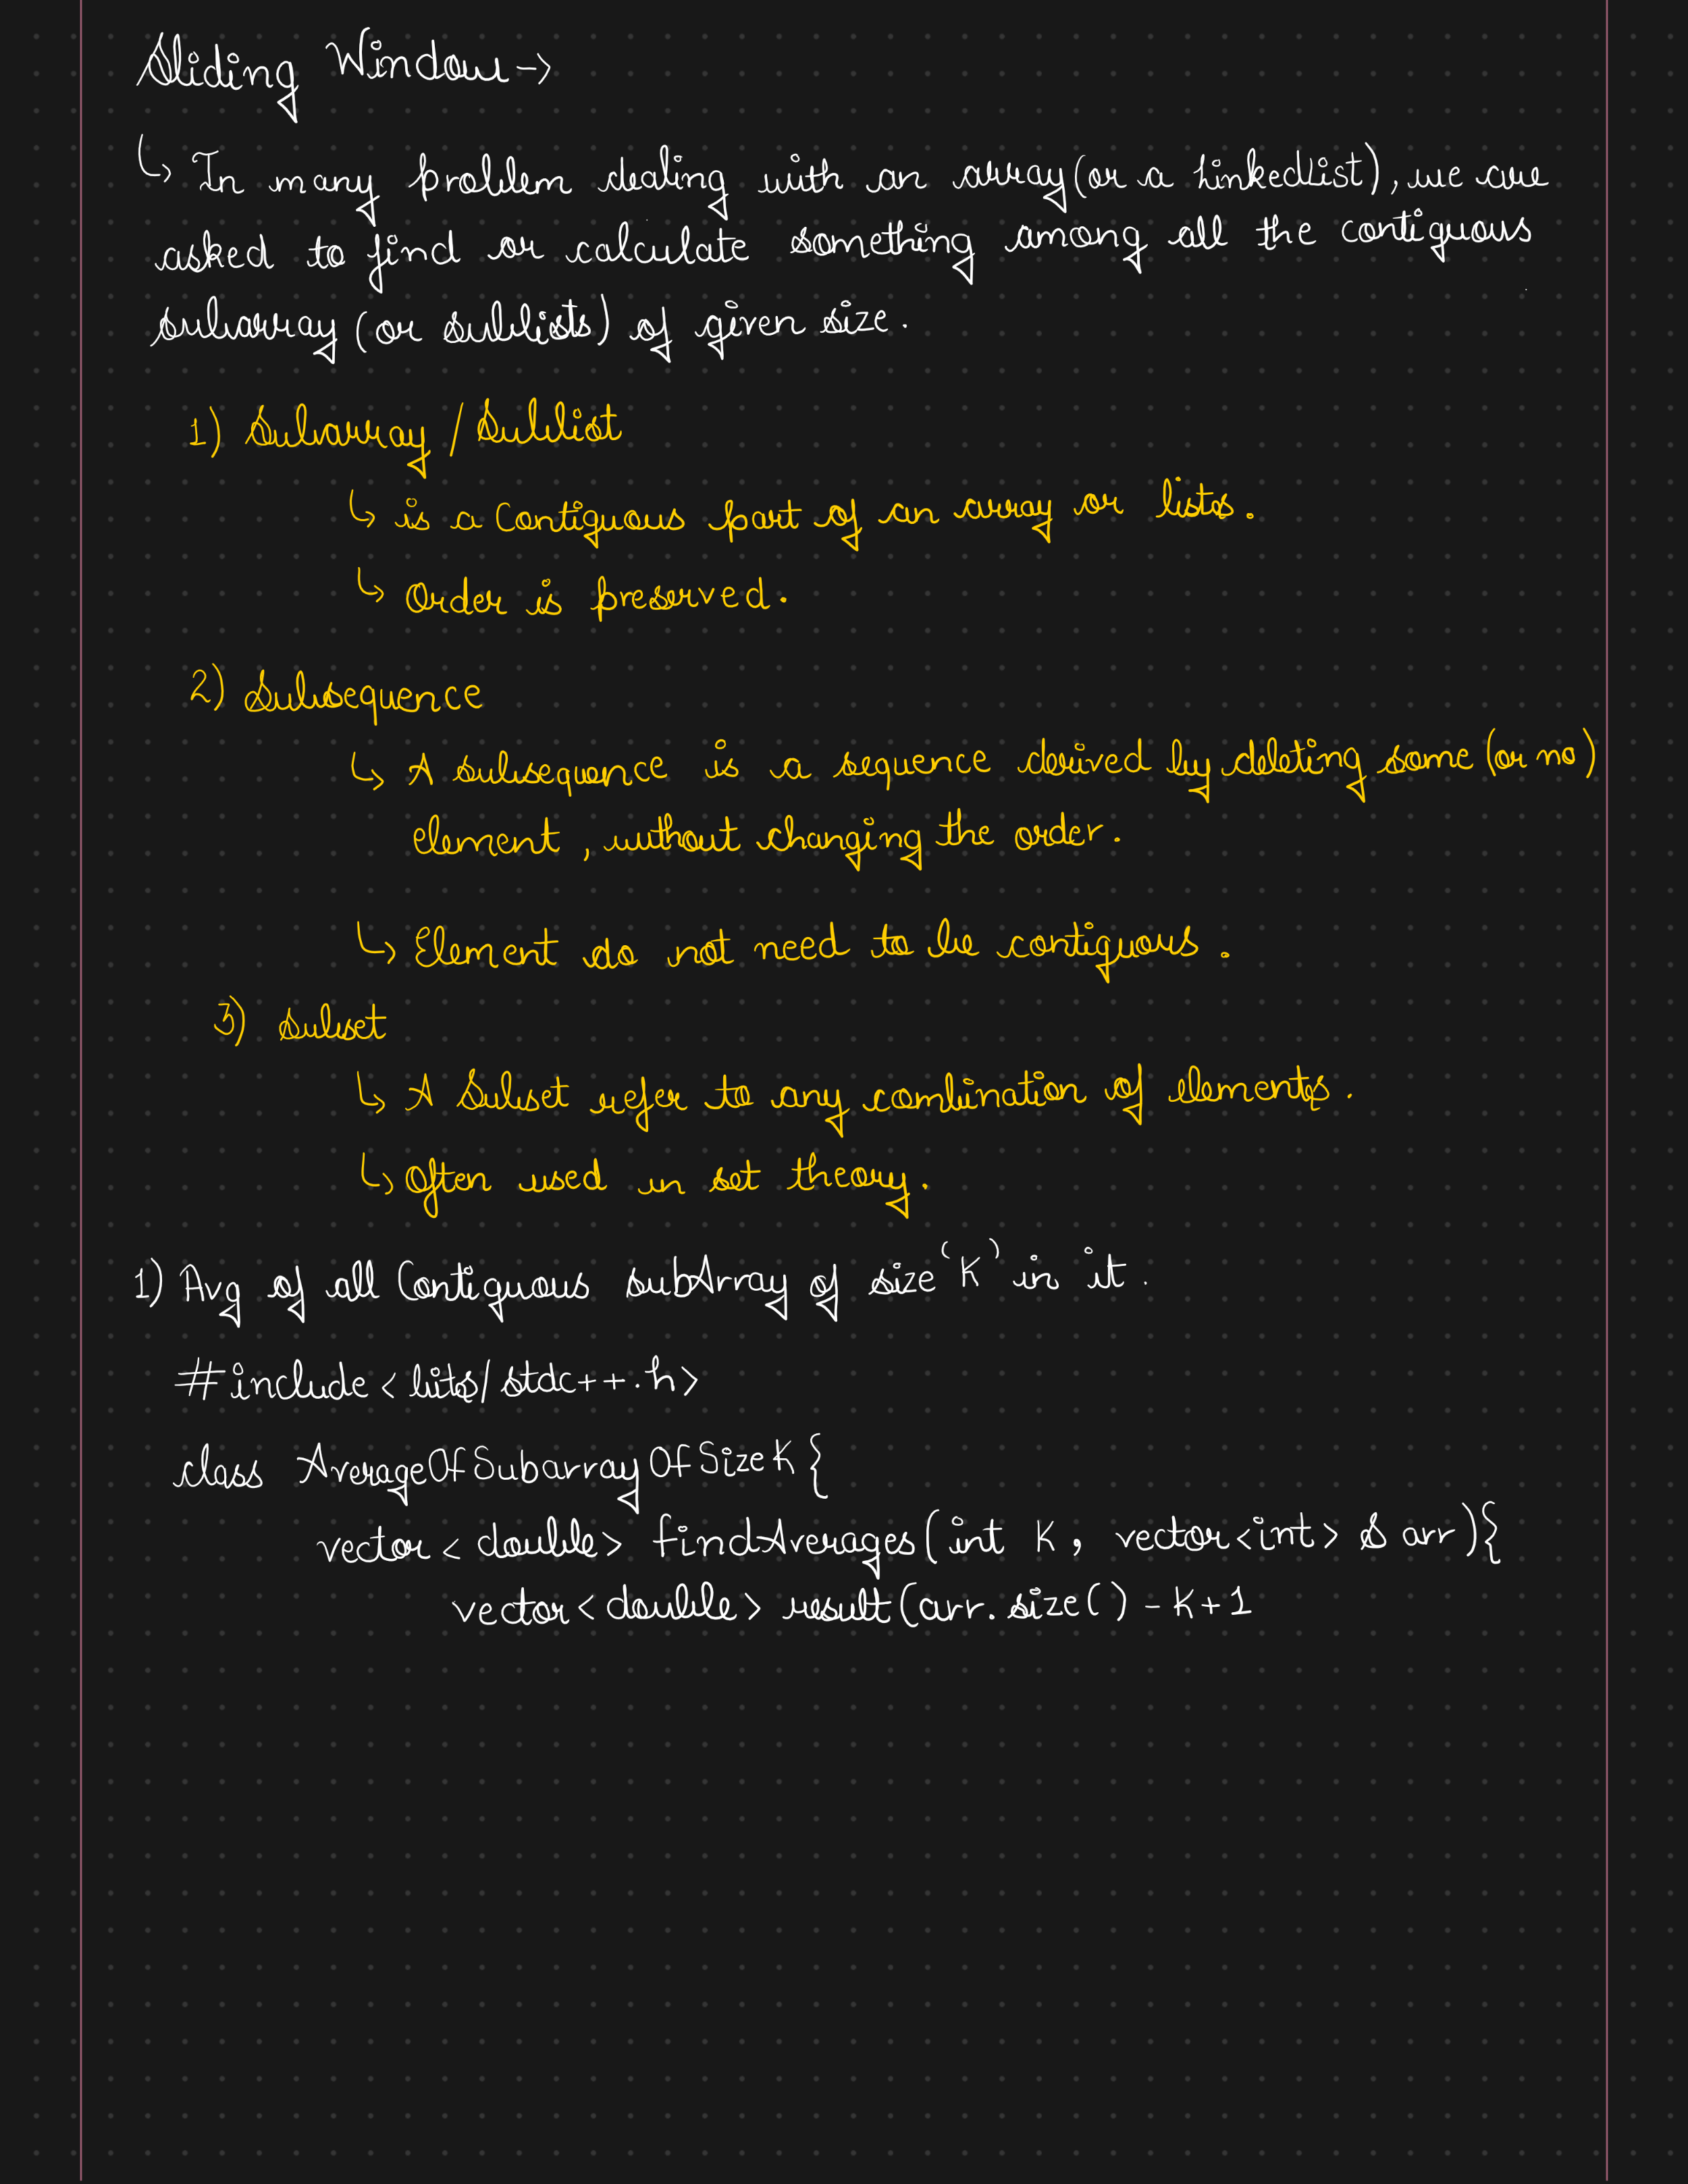 Sliding Window →
↳ In many problem dealing with an array (or a LinkedList), we are
asked to find or calculate something among all the contiguous
subarray (or sublists) of given size.
1) Subarray / Sublist
↳ is a Contiguous part of an array or lists.
↳ Order is preserved.
2) Subsequence
↳ A subsequence is a sequence derived by deleting some (or no)
element, without changing the order.
↳ Element do not need to be contiguous.
3) Subset
↳ A Subset refer to any combination of elements.
↳ Often used in set theory.
1) Avg of all Contiguous subArray of size 'K' in it.
#include <bits/stdc++.h>
class AverageOfSubarrayOfSizeK {
vector<double> findAverages(int K, vector<int> & arr){
vector<double> result (arr.size() - K + 1